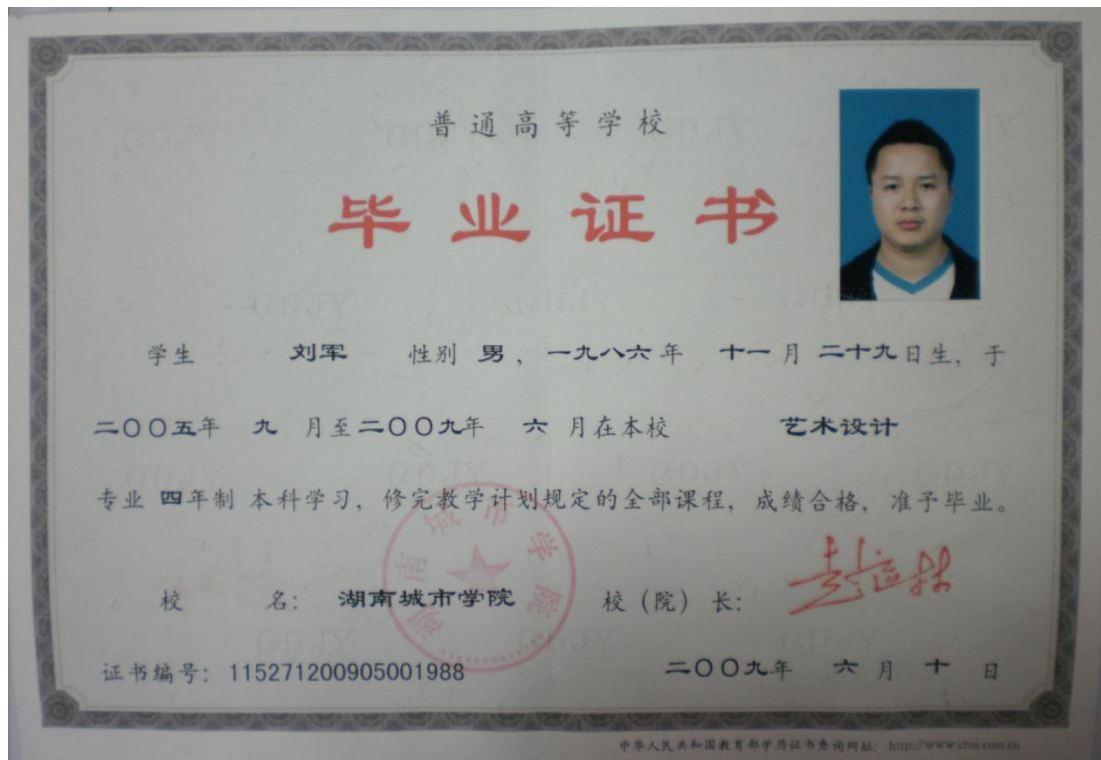 普通高等学校
毕业证书
学生 刘军 性别 男，一九八六年 十一月二十九日生，于
二〇〇五年 九 月至二〇〇九年 六 月在本校 艺术设计
专业 四年制 本科学习，修完教学计划规定的全部课程，成绩合格，准予毕业。
校 名： 湖南城市学院 校（院）长：
湖南城市学院
证书编号：115271200905001988 二〇〇九年 六 月 十 日
中华人民共和国教育部学历证书查询网址： http://www.chsi.com.cn